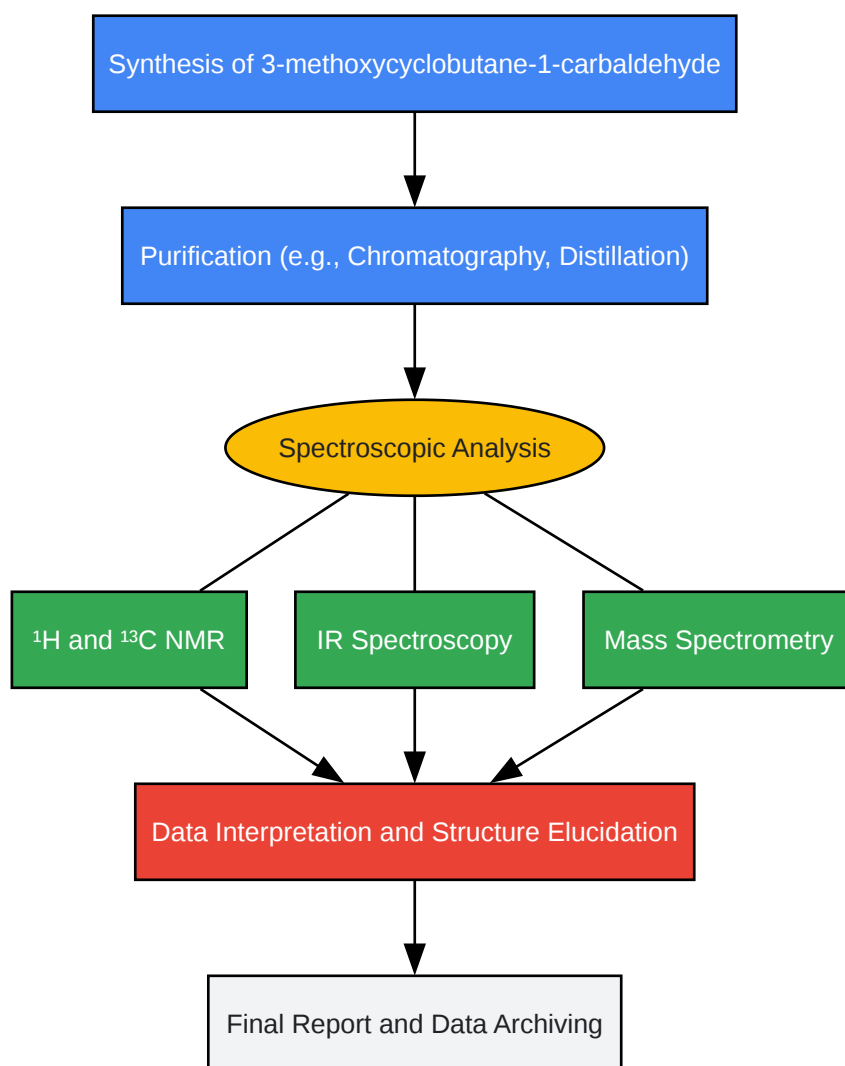 Synthesis of 3-methoxycyclobutane-1-carbaldehyde
Purification (e.g., Chromatography, Distillation)
Spectroscopic Analysis
¹H and ¹³C NMR
IR Spectroscopy
Mass Spectrometry
Data Interpretation and Structure Elucidation
Final Report and Data Archiving